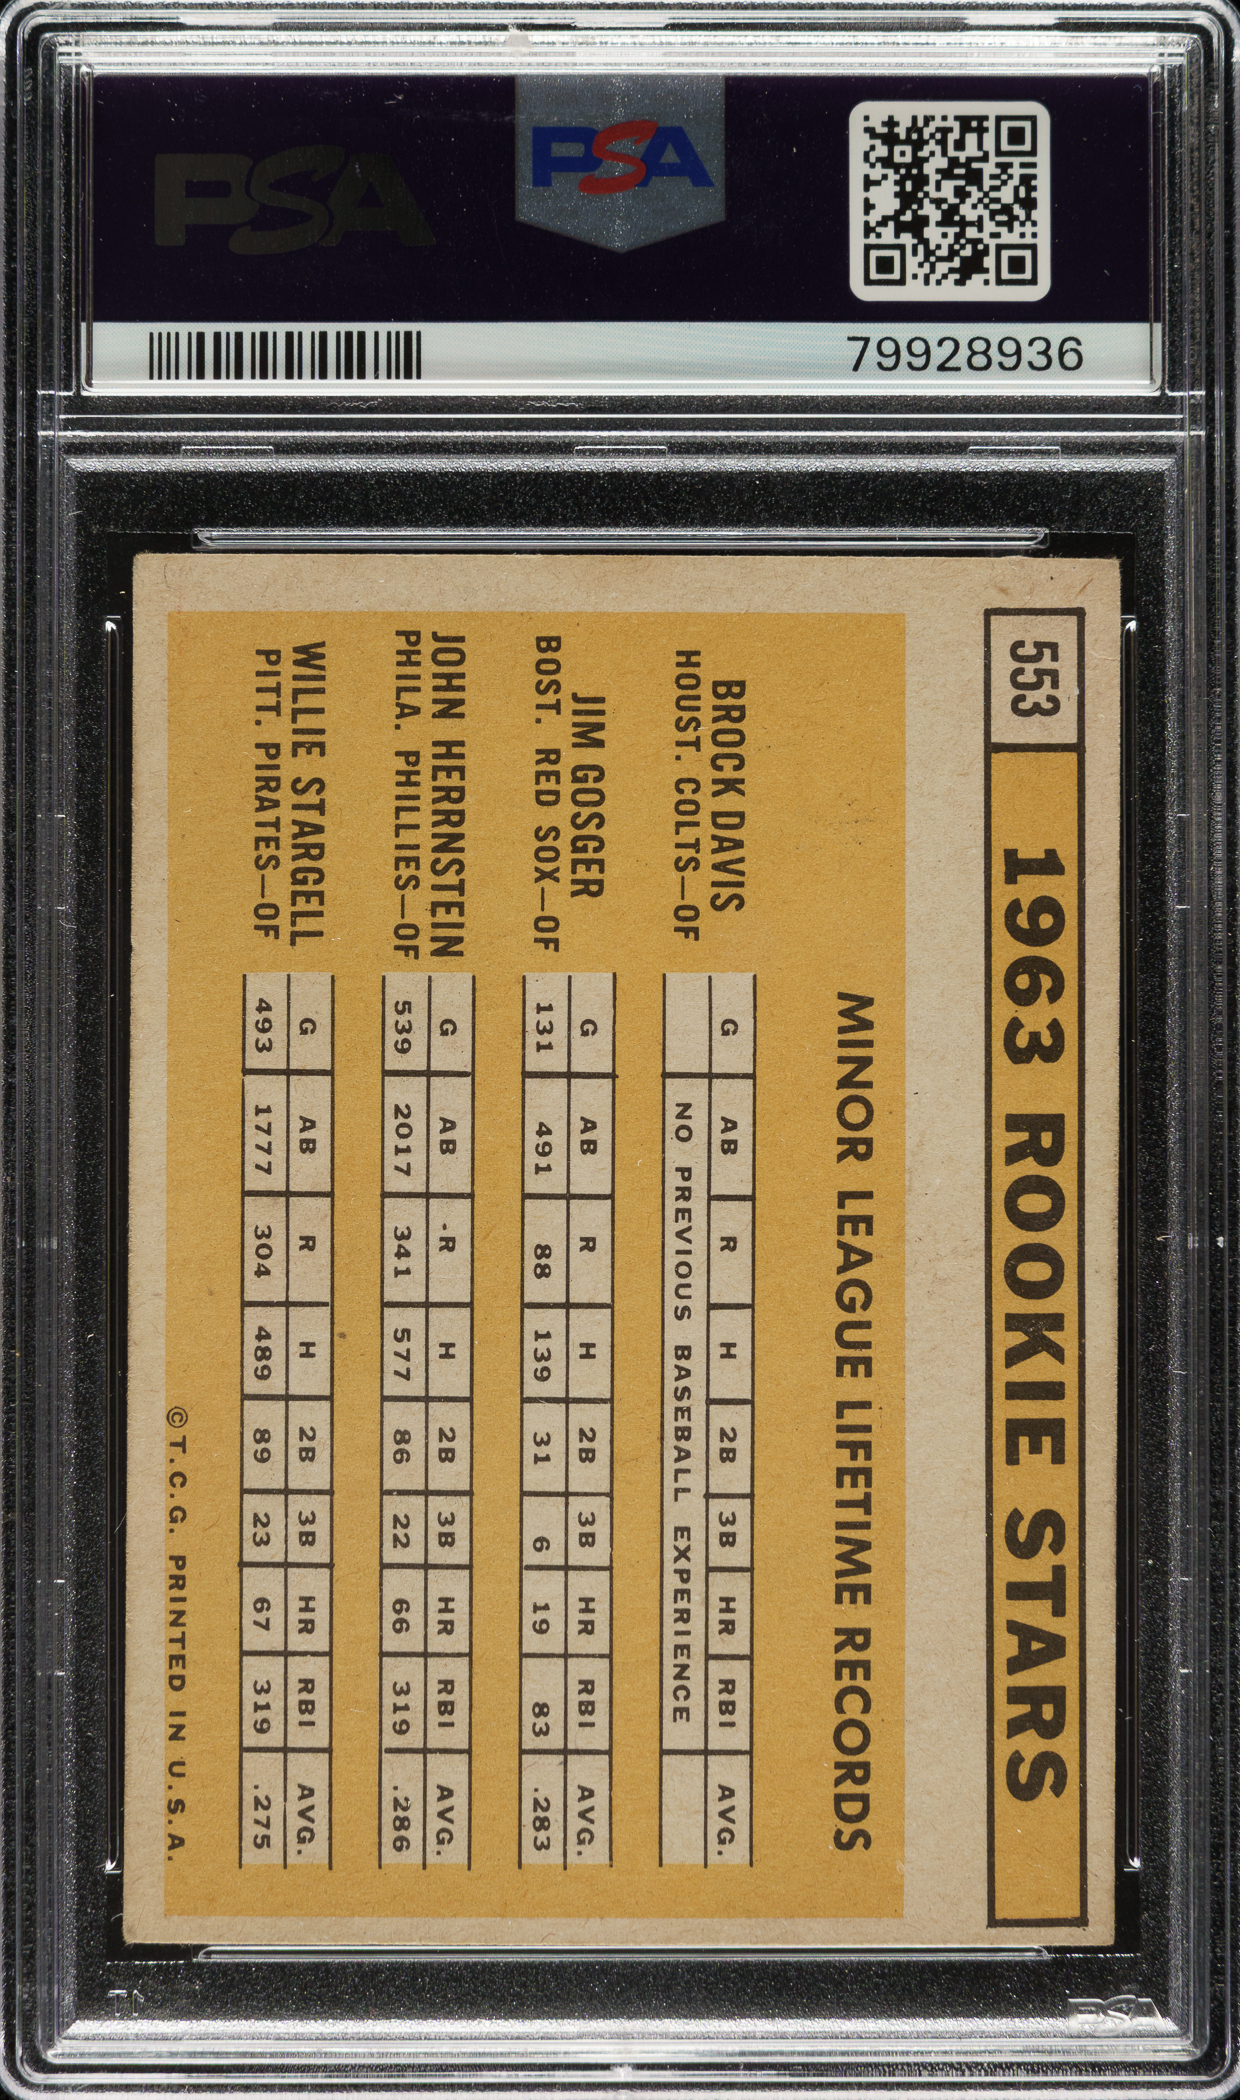 PSA
PSA
79928936
553
1963 ROOKIE STARS
MINOR LEAGUE LIFETIME RECORDS
BROCK DAVIS
HOUST. COLTS—OF
G AB R H 2B 3B HR RBI AVG.
NO PREVIOUS BASEBALL EXPERIENCE
JIM GOSGER
BOST. RED SOX—OF
G AB R H 2B 3B HR RBI AVG.
131 491 88 139 31 6 19 83 .283
JOHN HERRNSTEIN
PHILA. PHILLIES—OF
G AB R H 2B 3B HR RBI AVG.
539 2017 341 577 86 22 66 319 .286
WILLIE STARGELL
PITT. PIRATES—OF
G AB R H 2B 3B HR RBI AVG.
493 1777 304 489 89 23 67 319 .275
©T.C.G. PRINTED IN U.S.A.
PSA